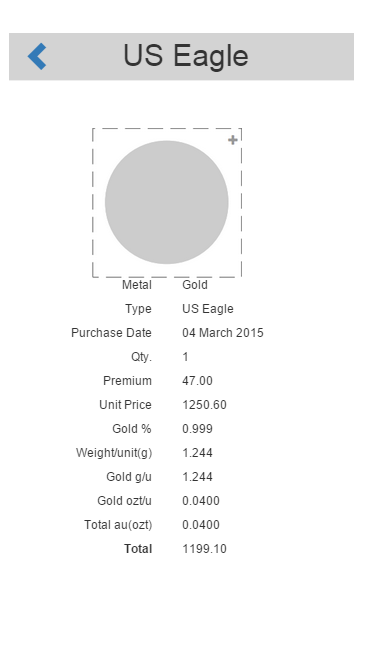 US Eagle
Metal Gold
Type US Eagle
Purchase Date 04 March 2015
Qty. 1
Premium 47.00
Unit Price 1250.60
Gold % 0.999
Weight/unit(g) 1.244
Gold g/u 1.244
Gold ozt/u 0.0400
Total au(ozt) 0.0400
Total 1199.10